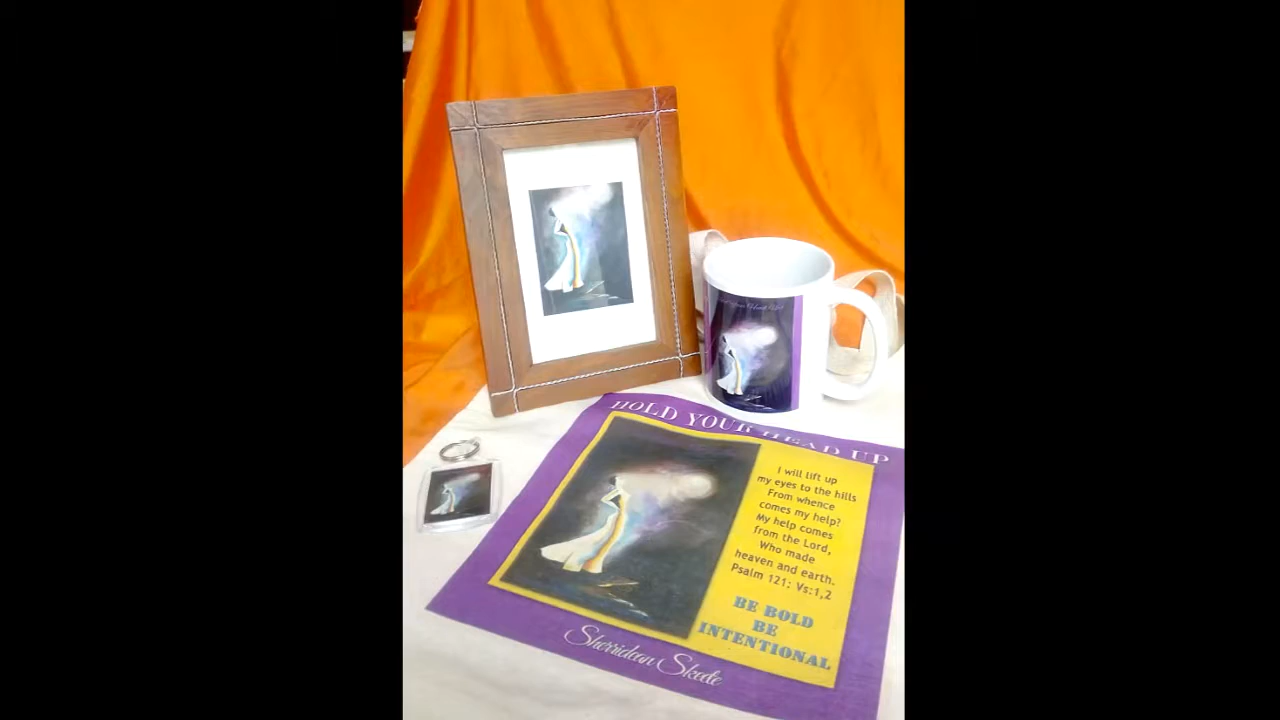 HOLD YOUR HEAD UP
I will lift up
my eyes to the hills
From whence
comes my help?
My help comes
from the Lord,
Who made
heaven and earth.
Psalm 121: Vs:1,2
BE BOLD
BE
INTENTIONAL
Sherridean Skeete